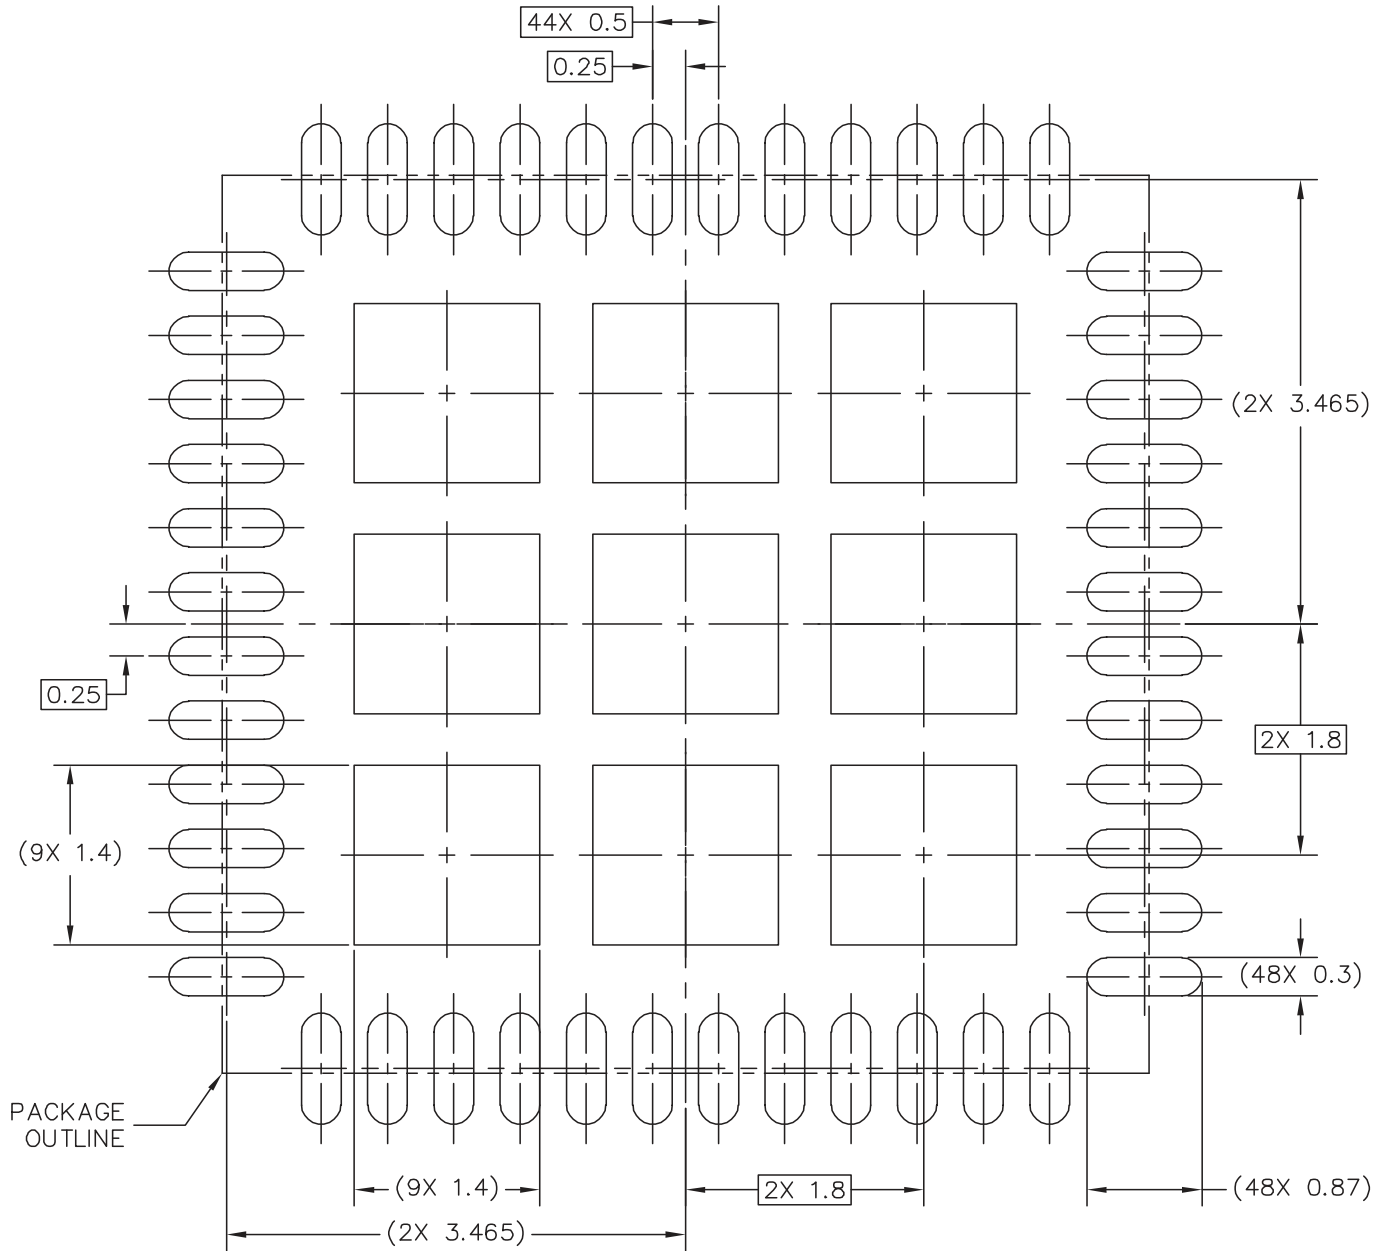 44X 0.5
0.25
(2X 3.465)
0.25
2X 1.8
(9X 1.4)
(48X 0.3)
PACKAGE
OUTLINE
(9X 1.4)
2X 1.8
(48X 0.87)
(2X 3.465)